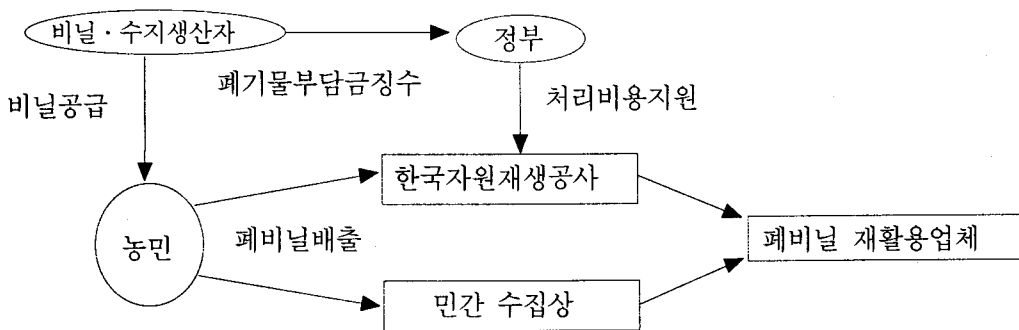 비닐·수지생산자
정부
폐기물부담금징수
비닐공급
처리비용지원
한국자원재생공사
농민
폐비닐배출
폐비닐 재활용업체
민간 수집상